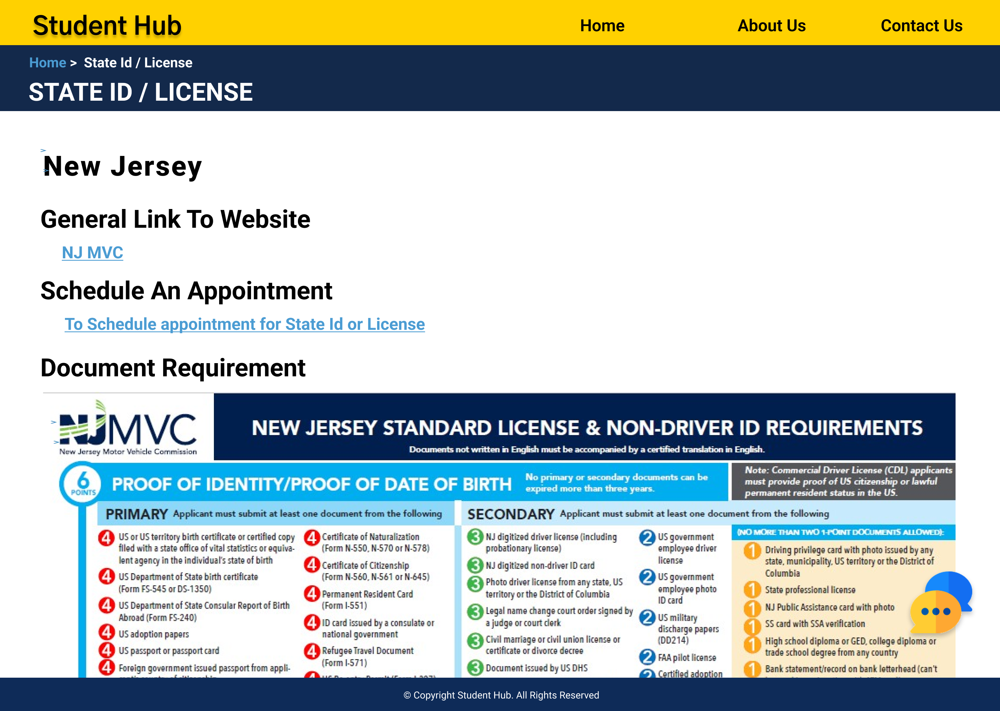 Student Hub
Home
About Us
Contact Us
Home > State Id / License
STATE ID / LICENSE
>
New Jersey
>
General Link To Website
NJ MVC
Schedule An Appointment
To Schedule appointment for State Id or License
Document Requirement
>
NJMVC
>
New Jersey Motor Vehicle Commission
NEW JERSEY STANDARD LICENSE & NON-DRIVER ID REQUIREMENTS
Documents not written in English must be accompanied by a certified translation in English.
6
POINTS
PROOF OF IDENTITY/PROOF OF DATE OF BIRTH
No primary or secondary documents can be
expired more than three years.
Note: Commercial Driver License (CDL) applicants
must provide proof of US citizenship or lawful
permanent resident status in the US.
PRIMARY Applicant must submit at least one document from the following
4 US or US territory birth certificate or certified copy
filed with a state office of vital statistics or equiva-
lent agency in the individual's state of birth
4 US Department of State birth certificate
(Form FS-545 or DS-1350)
4 US Department of State Consular Report of Birth
Abroad (Form FS-240)
4 US adoption papers
4 US passport or passport card
4 Foreign government issued passport from appli-
4 Certificate of Naturalization
(Form N-550, N-570 or N-578)
4 Certificate of Citizenship
(Form N-560, N-561 or N-645)
4 Permanent Resident Card
(Form I-551)
4 ID card issued by a consulate or
national government
4 Refugee Travel Document
(Form I-571)
SECONDARY Applicant must submit at least one document from the following
3 NJ digitized driver license (including
probationary license)
3 NJ digitized non-driver ID card
3 Photo driver license from any state, US
territory or the District of Columbia
3 Legal name change court order signed by
a judge or court clerk
3 Civil marriage or civil union license or
certificate or divorce decree
3 Document issued by US DHS
2 US government
employee driver
license
2 US government
employee photo
ID card
2 US military
discharge papers
(DD214)
2 FAA pilot license
2 Certified adoption
(NO MORE THAN TWO 1-POINT DOCUMENTS ALLOWED):
1 Driving privilege card with photo issued by any
state, municipality, US territory or the District of
Columbia
1 State professional license
1 NJ Public Assistance card with photo
1 SS card with SSA verification
1 High school diploma or GED, college diploma or
trade school degree from any country
1 Bank statement/record on bank letterhead (can't
© Copyright Student Hub. All Rights Reserved